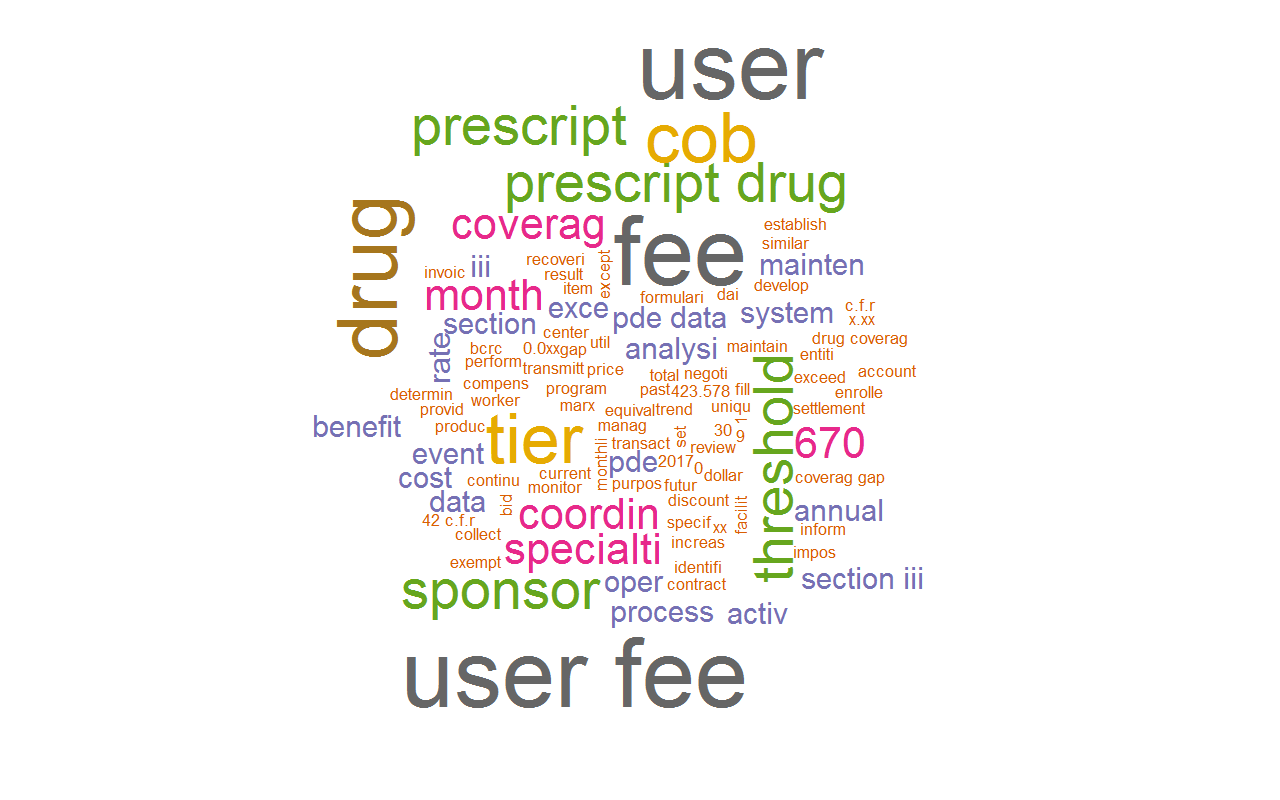 user
prescript
cob
prescript drug
drug
coverag
fee
establish
similar
mainten
recoveri
except
invoic
iii
result
item
month
formulari
dai
develop
exce
pde data
system
c.f.r
x.xx
section
center
util
analysi
maintain
drug coverag
rate
bcrc
0.0xx
gap
entiti
perform
transmitt
price
total
negoti
threshold
exceed
account
compens
program
past
423.578
fill
enrolle
determin
worker
marx
equival
trend
uniqu
1
settlement
provid
produc
tier
manag
set
30
9
670
benefit
transact
review
event
monthli
pde
2017
0
dollar
cost
continu
current
purpos
futur
coverag gap
data
bid
monitor
discount
facilit
annual
42 c.f.r
coordin
specif
xx
inform
collect
specialti
increas
impos
exempt
identifi
sponsor
oper
contract
section iii
process
activ
user fee